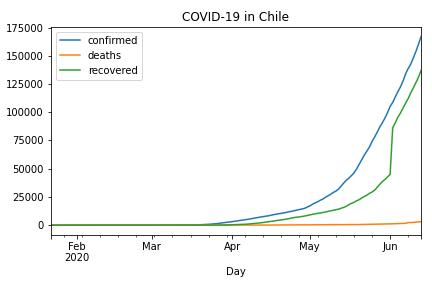 COVID-19 in Chile
confirmed
deaths
recovered
175000
150000
125000
100000
75000
50000
25000
0
Feb
2020
Mar
Apr
May
Jun
Day